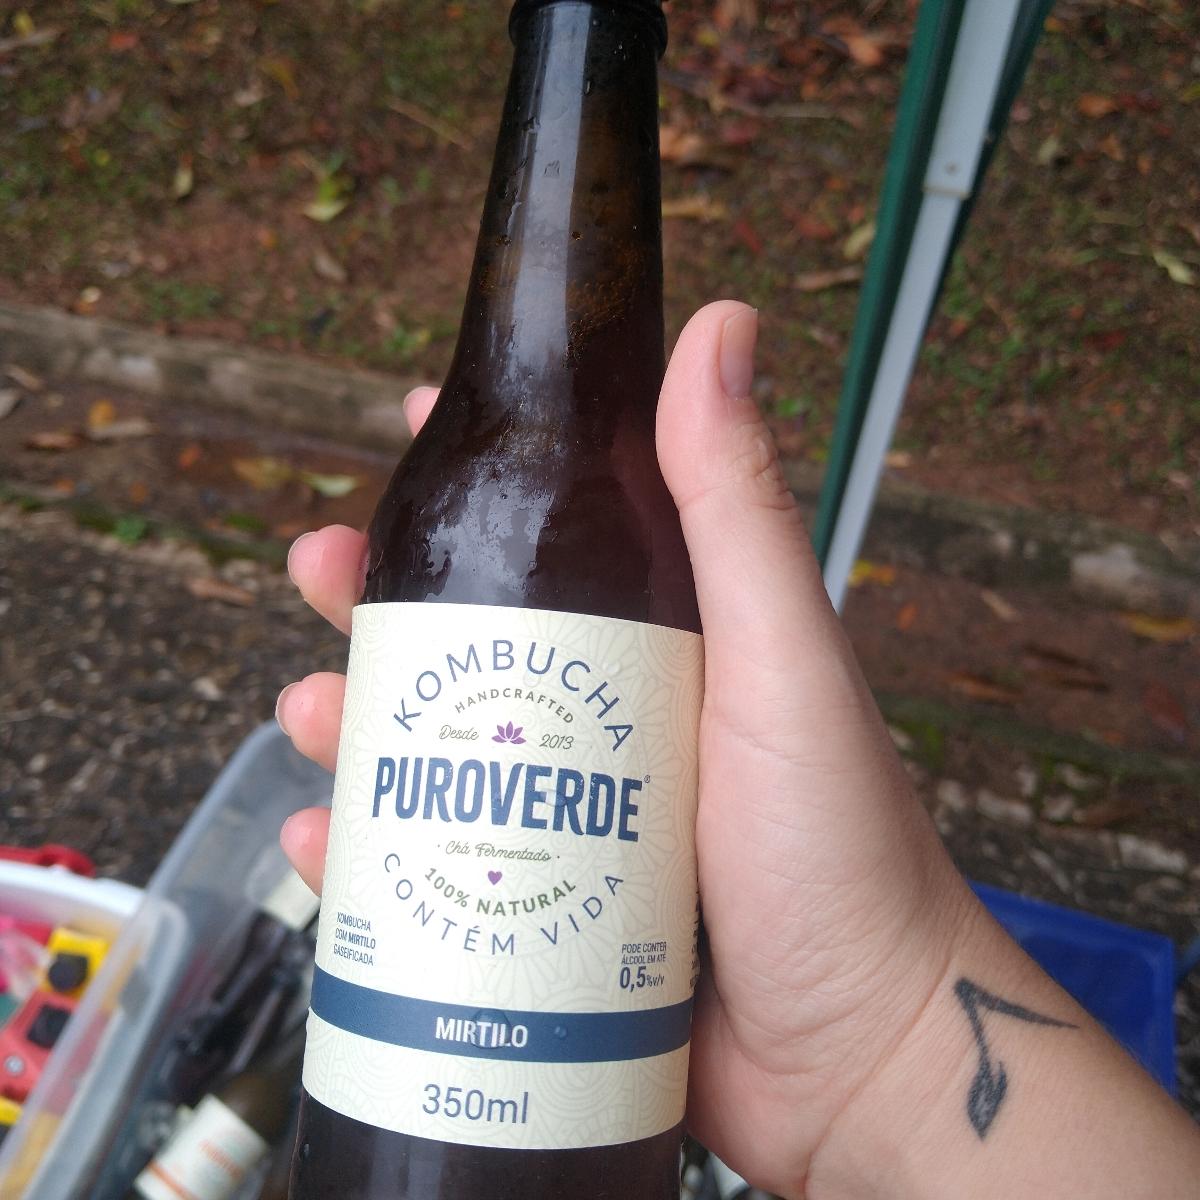 KOMBUCHA
HANDCRAFTED
Desde 2013
PUROVERDE®
· Chá Fermentado ·
100% NATURAL
CONTÉM VIDA
KOMBUCHA
COM MIRTILO
GASEIFICADA
PODE CONTER
ÁLCOOL EM ATÉ
0,5%v/v
MIRTILO
350ml